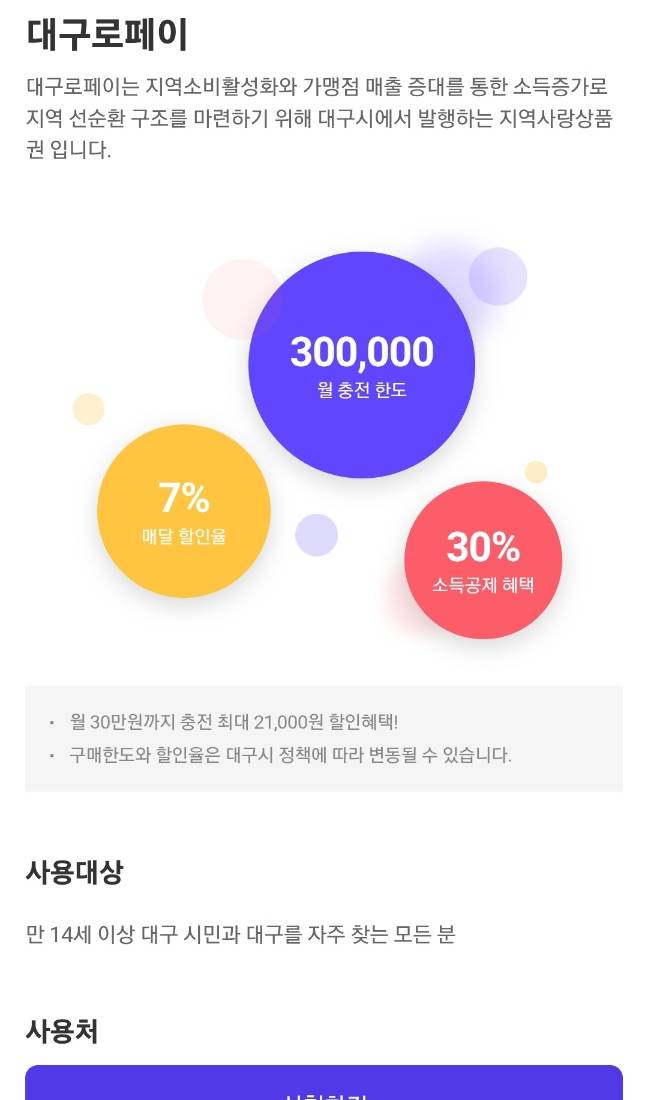 대구로페이
대구로페이는 지역소비활성화와 가맹점 매출 증대를 통한 소득증가로
지역 선순환 구조를 마련하기 위해 대구시에서 발행하는 지역사랑상품
권 입니다.
300,000
월 충전 한도
7%
매달 할인율
30%
소득공제 혜택
• 월 30만원까지 충전 최대 21,000원 할인혜택!
• 구매한도와 할인율은 대구시 정책에 따라 변동될 수 있습니다.
사용대상
만 14세 이상 대구 시민과 대구를 자주 찾는 모든 분
사용처